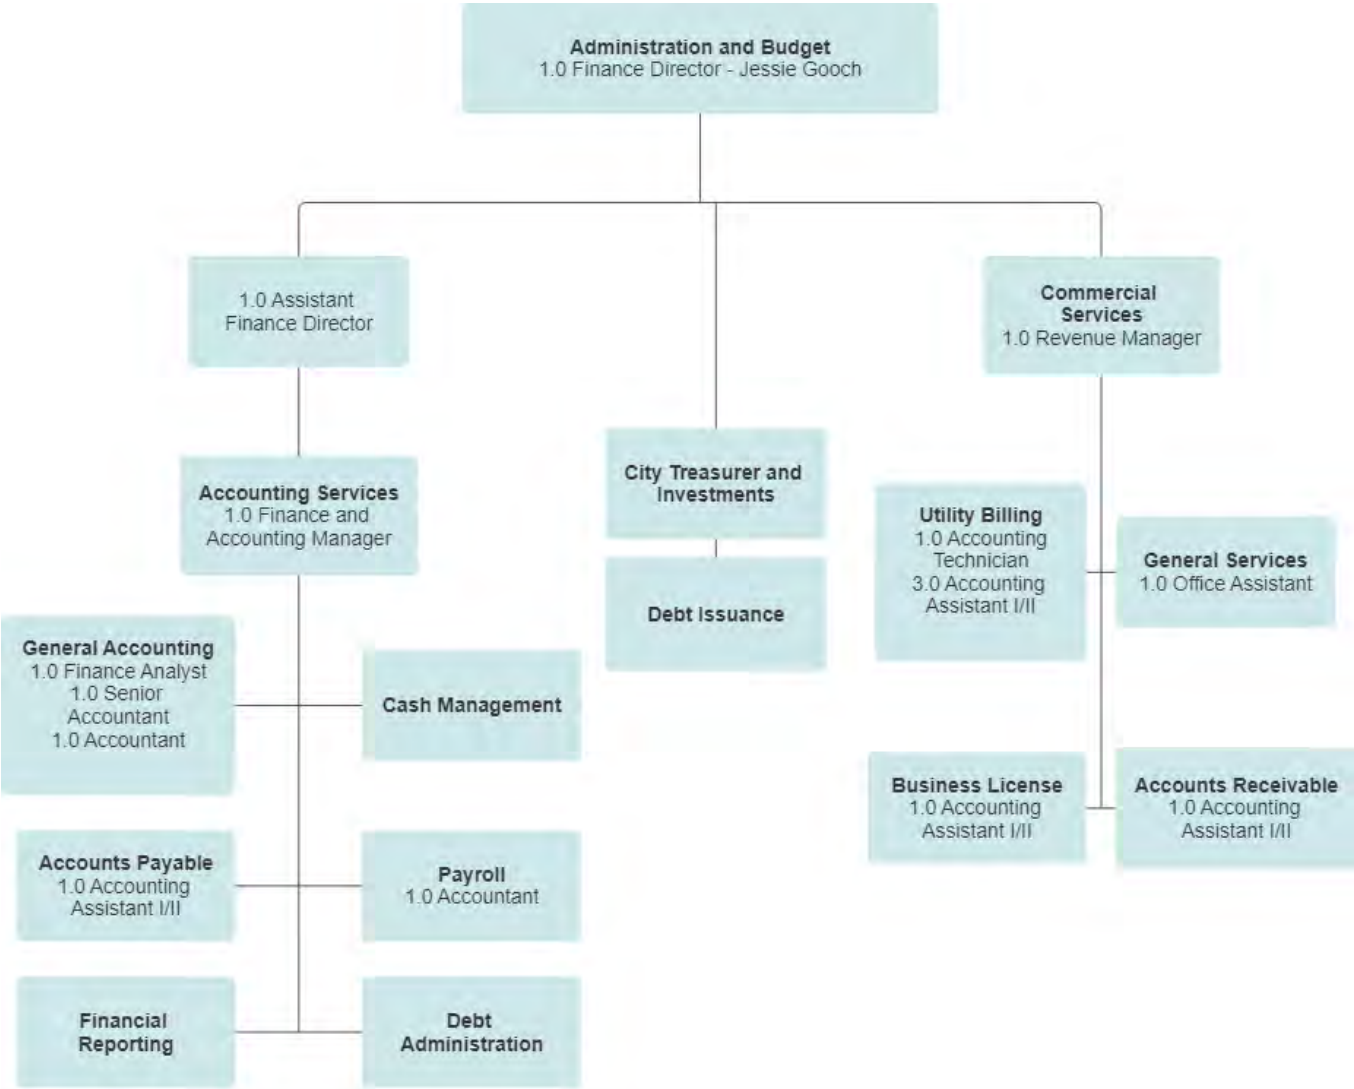 Administration and Budget
1.0 Finance Director - Jessie Gooch
1.0 Assistant
Finance Director
Commercial
Services
1.0 Revenue Manager
Accounting Services
1.0 Finance and
Accounting Manager
City Treasurer and
Investments
Debt Issuance
Utility Billing
1.0 Accounting
Technician
3.0 Accounting
Assistant I/II
General Services
1.0 Office Assistant
General Accounting
1.0 Finance Analyst
1.0 Senior
Accountant
1.0 Accountant
Cash Management
Business License
1.0 Accounting
Assistant I/II
Accounts Receivable
1.0 Accounting
Assistant I/II
Accounts Payable
1.0 Accounting
Assistant I/II
Payroll
1.0 Accountant
Financial
Reporting
Debt
Administration